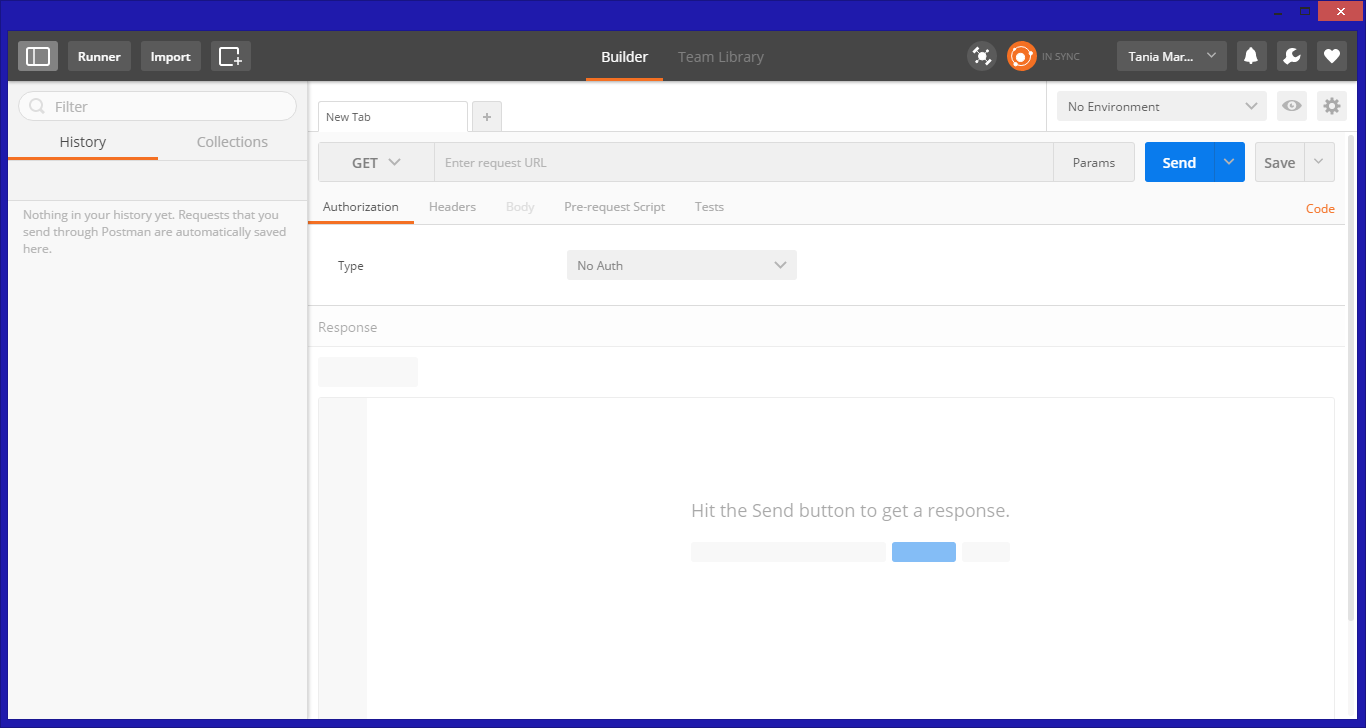 Runner
Import
Builder
Team Library
IN SYNC
Tania Mar...
Filter
History
Collections
Nothing in your history yet. Requests that you
send through Postman are automatically saved
here.
New Tab
+
No Environment
GET
Enter request URL
Params
Send
Save
Authorization
Headers
Body
Pre-request Script
Tests
Code
Type
No Auth
Response
Hit the Send button to get a response.